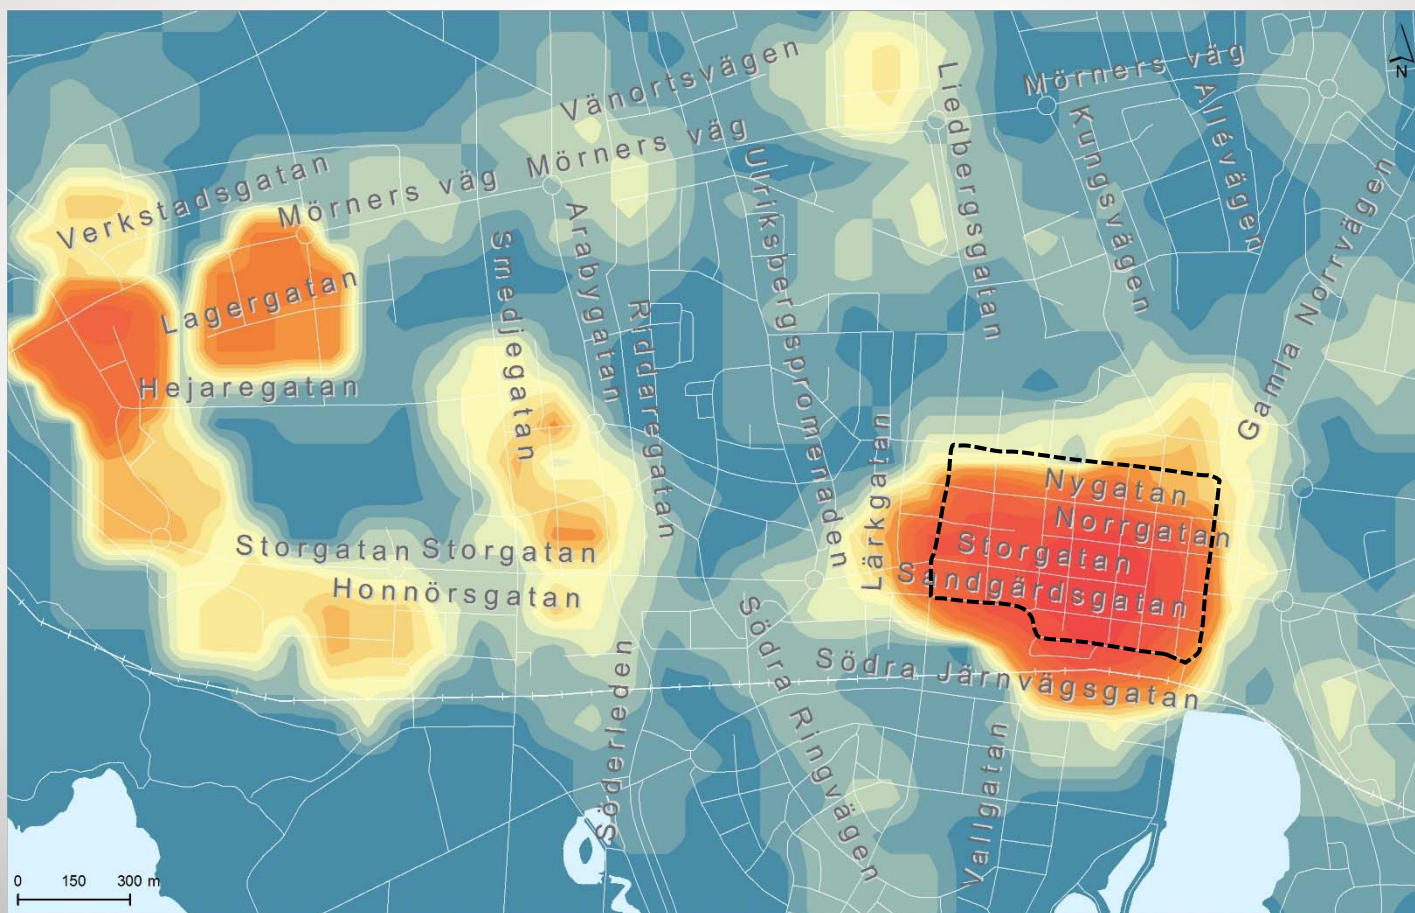 Vänortsvägen
Mörners väg
N
Liedbergsgatan
Kungsvägen
Allévägen
Mörners väg
Mörners väg
Verkstadsgatan
Ulriksbergspromenaden
Gamla Norrvägen
Smedjegatan
Arabygatan
Lagergatan
Riddaregatan
Hejaregatan
Lärkgatan
Nygatan
Norrgatan
Storgatan
Storgatan
Storgatan
Sandgärdsgatan
Honnörsgatan
Södra Ringvägen
Södra Järnvägsgatan
Söderleden
Vallgatan
0 150 300 m